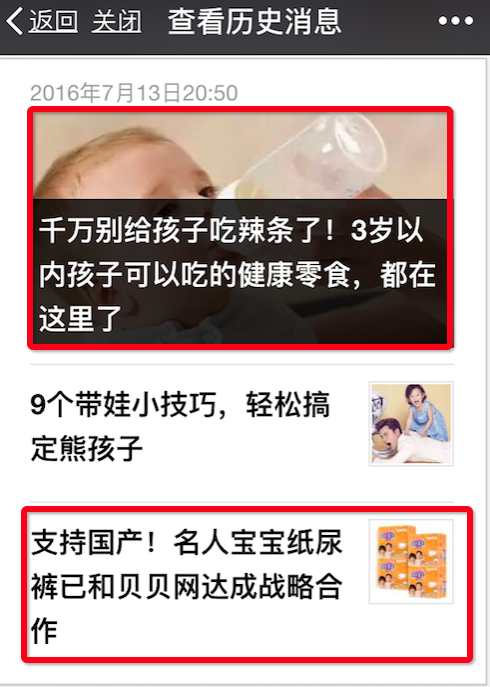 返回 关闭 查看历史消息
2016年7月13日20:50
千万别给孩子吃辣条了！3岁以
内孩子可以吃的健康零食，都在
这里了
9个带娃小技巧，轻松搞
定熊孩子
支持国产！名人宝宝纸尿
裤已和贝贝网达成战略合
作